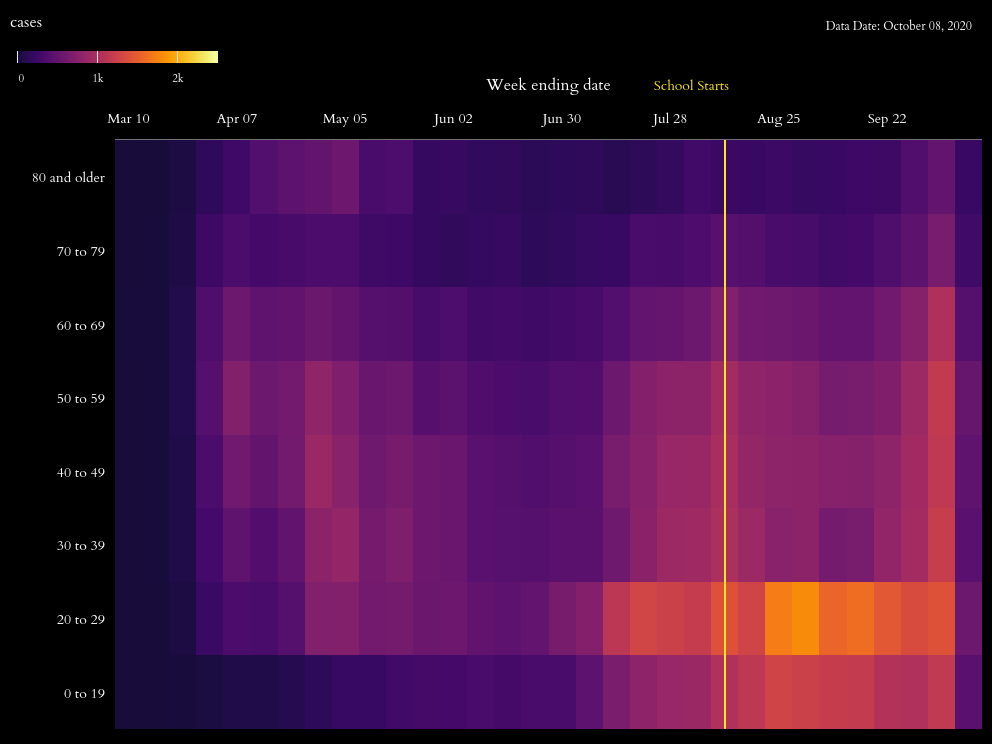 cases
Data Date: October 08, 2020
0 1k 2k
Week ending date School Starts
Mar 10 Apr 07 May 05 Jun 02 Jun 30 Jul 28 Aug 25 Sep 22
80 and older
70 to 79
60 to 69
50 to 59
40 to 49
30 to 39
20 to 29
0 to 19